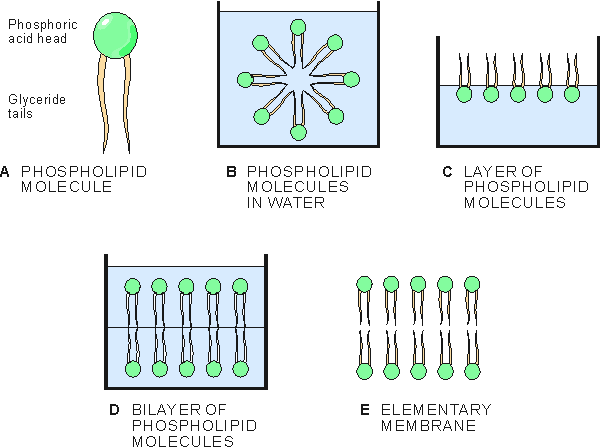 Phosphoric
acid head
Glyceride
tails
A PHOSPHOLIPID
MOLECULE
B PHOSPHOLIPID
MOLECULES
IN WATER
C LAYER OF
PHOSPHOLIPID
MOLECULES
D BILAYER OF
PHOSPHOLIPID
MOLECULES
E ELEMENTARY
MEMBRANE